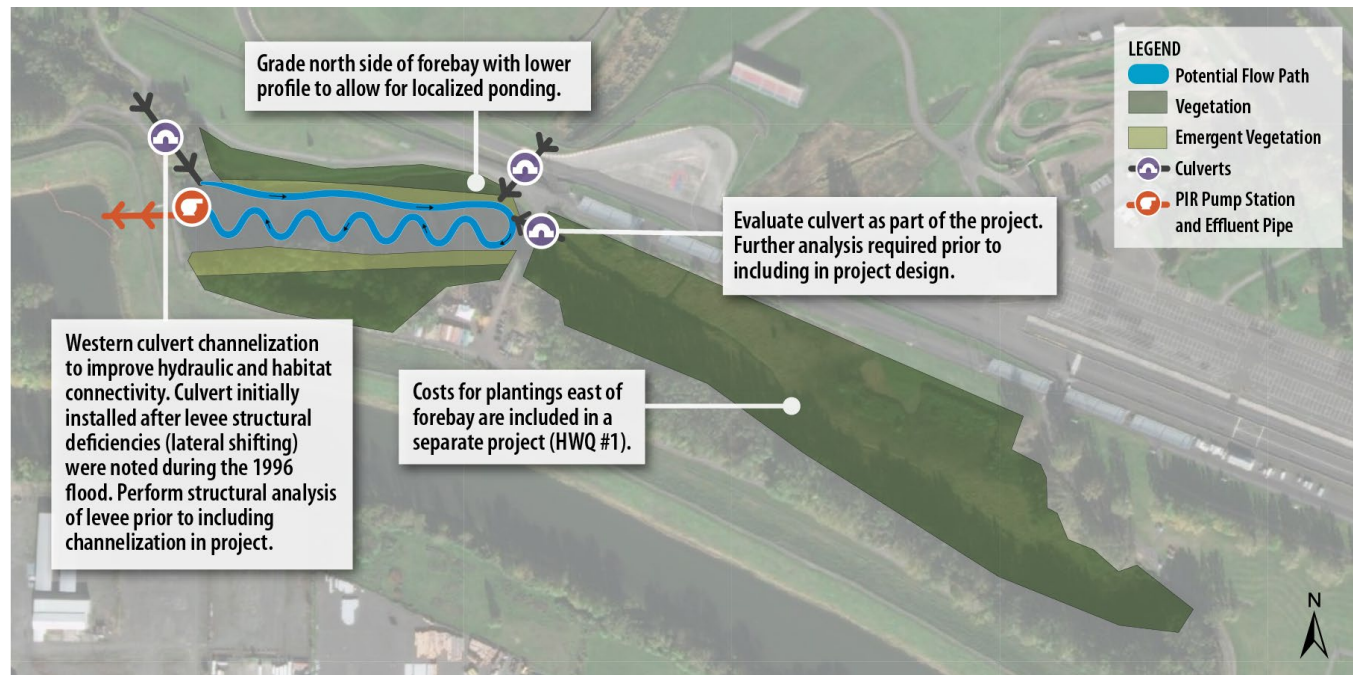 Grade north side of forebay with lower
profile to allow for localized ponding.
LEGEND
Potential Flow Path
Vegetation
Emergent Vegetation
Culverts
PIR Pump Station
and Effluent Pipe
Evaluate culvert as part of the project.
Further analysis required prior to
including in project design.
Western culvert channelization
to improve hydraulic and habitat
connectivity. Culvert initially
installed after levee structural
deficiencies (lateral shifting)
were noted during the 1996
flood. Perform structural analysis
of levee prior to including
channelization in project.
Costs for plantings east of
forebay are included in a
separate project (HWQ #1).
N